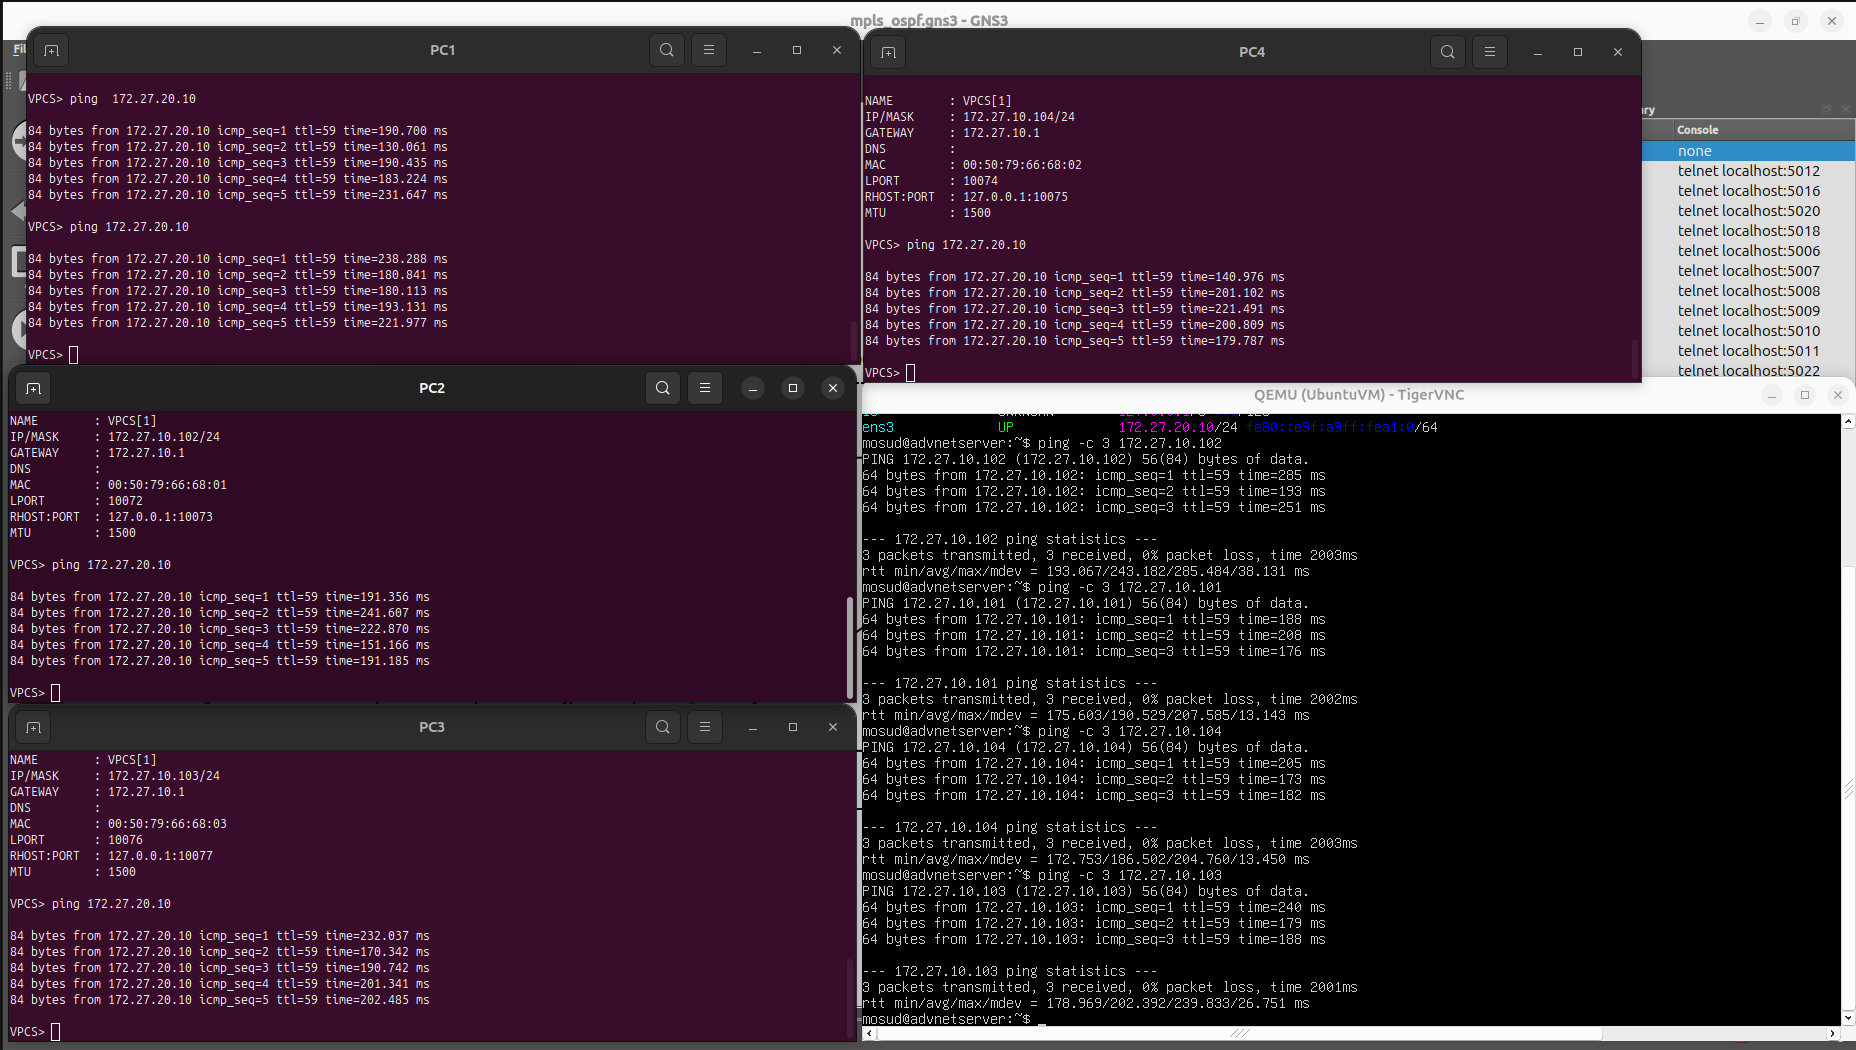 mpls_ospf.gns3 - GNS3
PC1
VPCS> ping  172.27.20.10
84 bytes from 172.27.20.10 icmp_seq=1 ttl=59 time=190.700 ms
84 bytes from 172.27.20.10 icmp_seq=2 ttl=59 time=130.061 ms
84 bytes from 172.27.20.10 icmp_seq=3 ttl=59 time=190.435 ms
84 bytes from 172.27.20.10 icmp_seq=4 ttl=59 time=183.224 ms
84 bytes from 172.27.20.10 icmp_seq=5 ttl=59 time=231.647 ms
VPCS> ping 172.27.20.10
84 bytes from 172.27.20.10 icmp_seq=1 ttl=59 time=238.288 ms
84 bytes from 172.27.20.10 icmp_seq=2 ttl=59 time=180.841 ms
84 bytes from 172.27.20.10 icmp_seq=3 ttl=59 time=180.113 ms
84 bytes from 172.27.20.10 icmp_seq=4 ttl=59 time=193.131 ms
84 bytes from 172.27.20.10 icmp_seq=5 ttl=59 time=221.977 ms
VPCS>
PC4
NAME        : VPCS[1]
IP/MASK     : 172.27.10.104/24
GATEWAY     : 172.27.10.1
DNS         :
MAC         : 00:50:79:66:68:02
LPORT       : 10074
RHOST:PORT  : 127.0.0.1:10075
MTU         : 1500
VPCS> ping 172.27.20.10
84 bytes from 172.27.20.10 icmp_seq=1 ttl=59 time=140.976 ms
84 bytes from 172.27.20.10 icmp_seq=2 ttl=59 time=201.102 ms
84 bytes from 172.27.20.10 icmp_seq=3 ttl=59 time=221.491 ms
84 bytes from 172.27.20.10 icmp_seq=4 ttl=59 time=200.809 ms
84 bytes from 172.27.20.10 icmp_seq=5 ttl=59 time=179.787 ms
VPCS>
Console
none
telnet localhost:5012
telnet localhost:5016
telnet localhost:5020
telnet localhost:5018
telnet localhost:5006
telnet localhost:5007
telnet localhost:5008
telnet localhost:5009
telnet localhost:5010
telnet localhost:5011
telnet localhost:5022
PC2
NAME        : VPCS[1]
IP/MASK     : 172.27.10.102/24
GATEWAY     : 172.27.10.1
DNS         :
MAC         : 00:50:79:66:68:01
LPORT       : 10072
RHOST:PORT  : 127.0.0.1:10073
MTU         : 1500
VPCS> ping 172.27.20.10
84 bytes from 172.27.20.10 icmp_seq=1 ttl=59 time=191.356 ms
84 bytes from 172.27.20.10 icmp_seq=2 ttl=59 time=241.607 ms
84 bytes from 172.27.20.10 icmp_seq=3 ttl=59 time=222.870 ms
84 bytes from 172.27.20.10 icmp_seq=4 ttl=59 time=151.166 ms
84 bytes from 172.27.20.10 icmp_seq=5 ttl=59 time=191.185 ms
VPCS>
PC3
NAME        : VPCS[1]
IP/MASK     : 172.27.10.103/24
GATEWAY     : 172.27.10.1
DNS         :
MAC         : 00:50:79:66:68:03
LPORT       : 10076
RHOST:PORT  : 127.0.0.1:10077
MTU         : 1500
VPCS> ping 172.27.20.10
84 bytes from 172.27.20.10 icmp_seq=1 ttl=59 time=232.037 ms
84 bytes from 172.27.20.10 icmp_seq=2 ttl=59 time=170.342 ms
84 bytes from 172.27.20.10 icmp_seq=3 ttl=59 time=190.742 ms
84 bytes from 172.27.20.10 icmp_seq=4 ttl=59 time=201.341 ms
84 bytes from 172.27.20.10 icmp_seq=5 ttl=59 time=202.485 ms
VPCS>
QEMU (UbuntuVM) - TigerVNC
ens3             UP             172.27.20.10/24 fe80::e9f:a9ff:fea1:0/64
mosud@advnetserver:~$ ping -c 3 172.27.10.102
PING 172.27.10.102 (172.27.10.102) 56(84) bytes of data.
64 bytes from 172.27.10.102: icmp_seq=1 ttl=59 time=285 ms
64 bytes from 172.27.10.102: icmp_seq=2 ttl=59 time=193 ms
64 bytes from 172.27.10.102: icmp_seq=3 ttl=59 time=251 ms
--- 172.27.10.102 ping statistics ---
3 packets transmitted, 3 received, 0% packet loss, time 2003ms
rtt min/avg/max/mdev = 193.067/243.182/285.484/38.131 ms
mosud@advnetserver:~$ ping -c 3 172.27.10.101
PING 172.27.10.101 (172.27.10.101) 56(84) bytes of data.
64 bytes from 172.27.10.101: icmp_seq=1 ttl=59 time=188 ms
64 bytes from 172.27.10.101: icmp_seq=2 ttl=59 time=208 ms
64 bytes from 172.27.10.101: icmp_seq=3 ttl=59 time=176 ms
--- 172.27.10.101 ping statistics ---
3 packets transmitted, 3 received, 0% packet loss, time 2002ms
rtt min/avg/max/mdev = 175.603/190.529/207.585/13.143 ms
mosud@advnetserver:~$ ping -c 3 172.27.10.104
PING 172.27.10.104 (172.27.10.104) 56(84) bytes of data.
64 bytes from 172.27.10.104: icmp_seq=1 ttl=59 time=205 ms
64 bytes from 172.27.10.104: icmp_seq=2 ttl=59 time=173 ms
64 bytes from 172.27.10.104: icmp_seq=3 ttl=59 time=182 ms
--- 172.27.10.104 ping statistics ---
3 packets transmitted, 3 received, 0% packet loss, time 2003ms
rtt min/avg/max/mdev = 172.753/186.502/204.760/13.450 ms
mosud@advnetserver:~$ ping -c 3 172.27.10.103
PING 172.27.10.103 (172.27.10.103) 56(84) bytes of data.
64 bytes from 172.27.10.103: icmp_seq=1 ttl=59 time=240 ms
64 bytes from 172.27.10.103: icmp_seq=2 ttl=59 time=179 ms
64 bytes from 172.27.10.103: icmp_seq=3 ttl=59 time=188 ms
--- 172.27.10.103 ping statistics ---
3 packets transmitted, 3 received, 0% packet loss, time 2001ms
rtt min/avg/max/mdev = 178.969/202.392/239.833/26.751 ms
mosud@advnetserver:~$